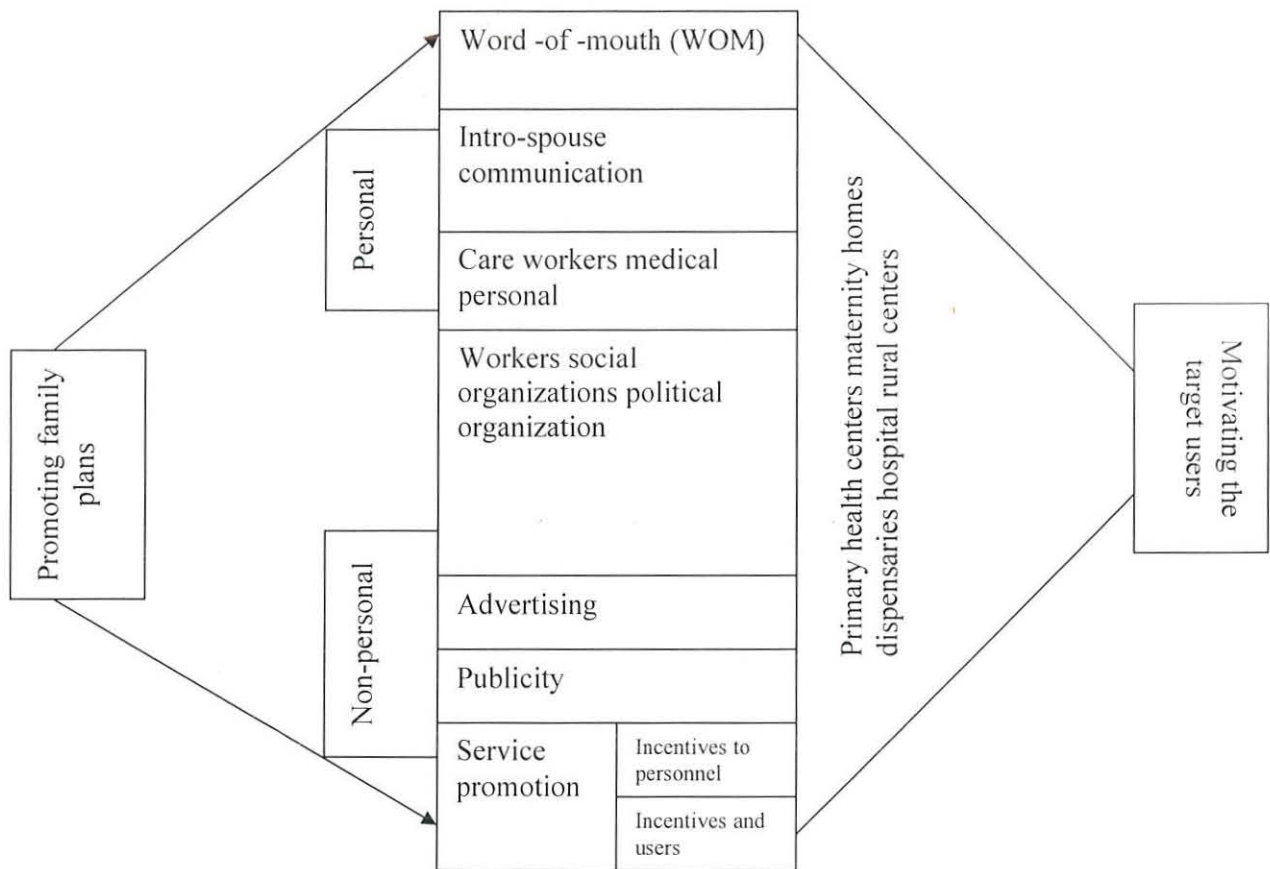 Promoting family
plans
Personal
Non-personal
Word -of -mouth (WOM)
Intro-spouse
communication
Care workers medical
personal
Workers social
organizations political
organization
Advertising
Publicity
Service
promotion
Incentives to
personnel
Incentives and
users
Primary health centers maternity homes
dispensaries hospital rural centers
Motivating the
target users